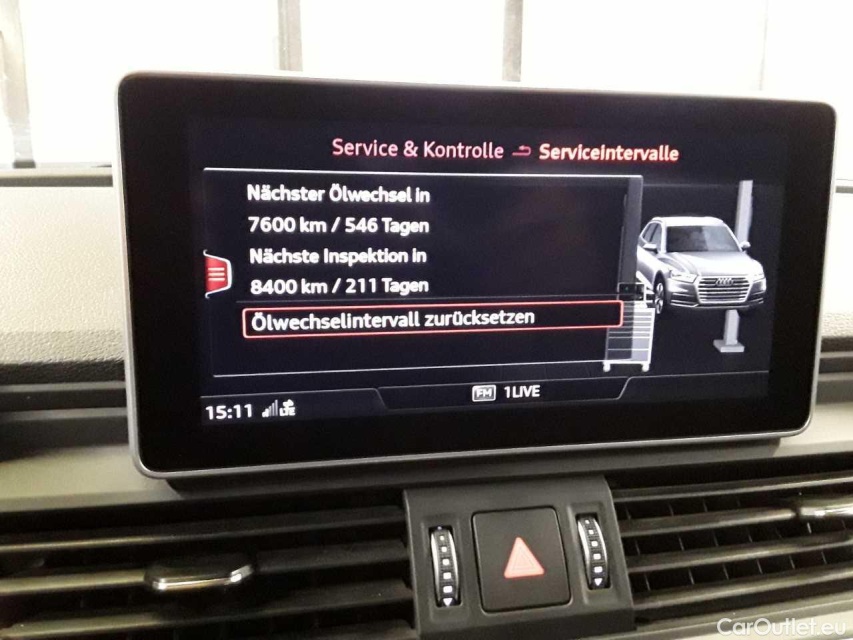 Service & Kontrolle Serviceintervalle
Nächster Ölwechsel in
7600 km / 546 Tagen
Nächste Inspektion in
8400 km / 211 Tagen
Ölwechselintervall zurücksetzen
15:11 LTE FM 1LIVE
CarOutlet.eu